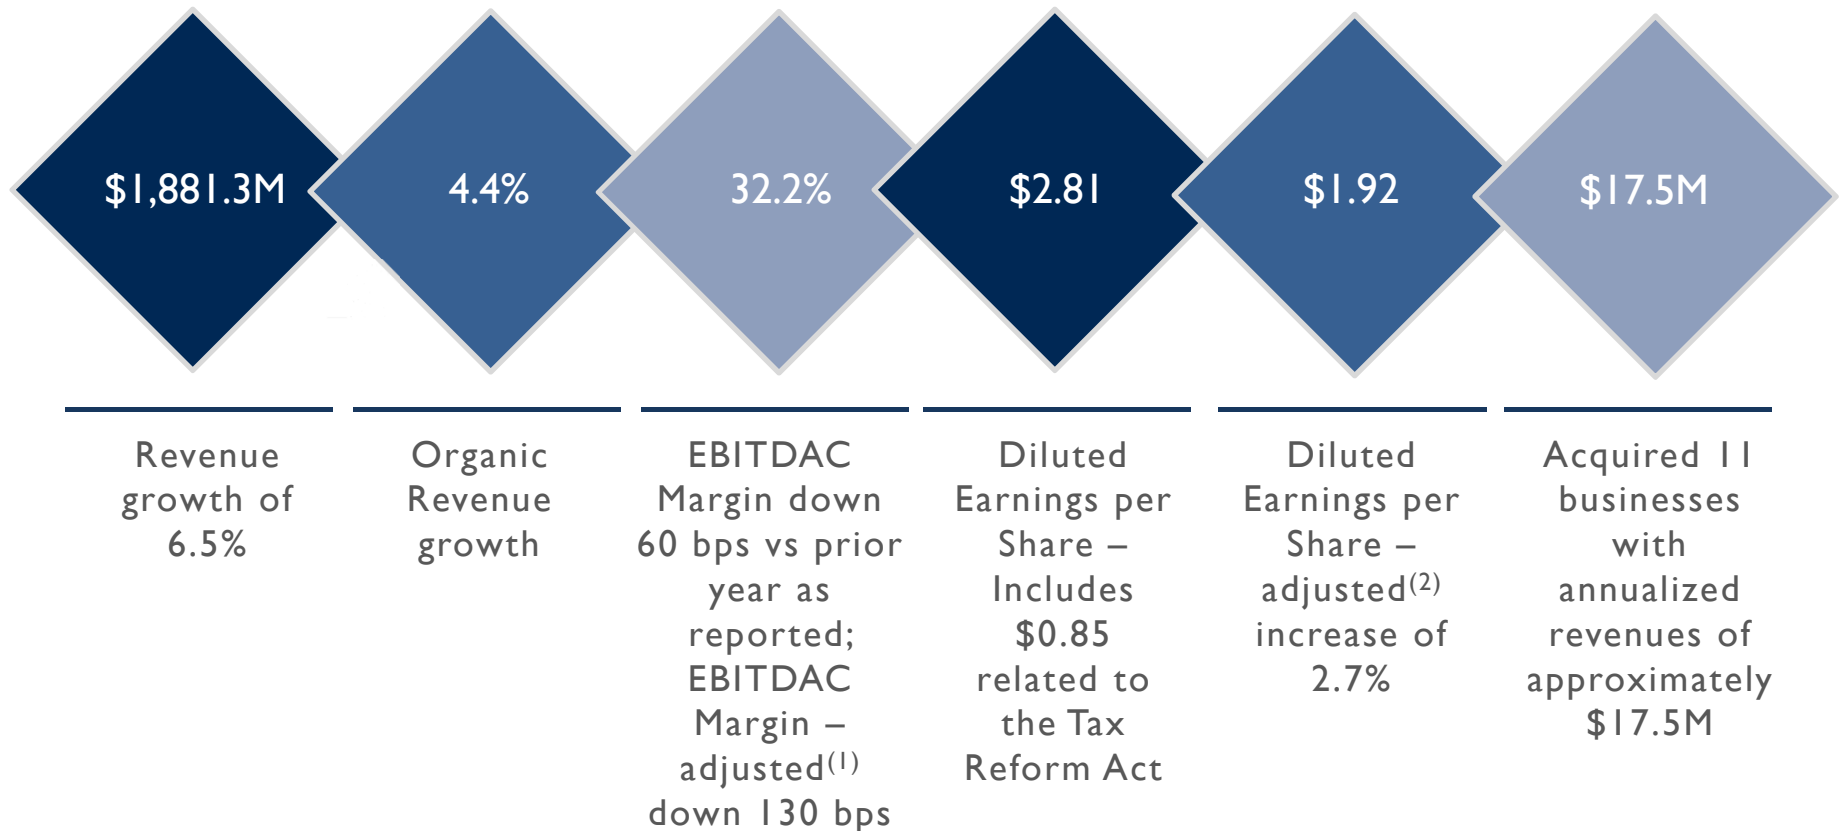 $1,881.3M
4.4%
32.2%
$2.81
$1.92
$17.5M
Revenue
growth of
6.5%
Organic
Revenue
growth
EBITDAC
Margin down
60 bps vs prior
year as
reported;
EBITDAC
Margin –
adjusted(1)
down 130 bps
Diluted
Earnings per
Share –
Includes
$0.85
related to
the Tax
Reform Act
Diluted
Earnings per
Share –
adjusted(2)
increase of
2.7%
Acquired 11
businesses
with
annualized
revenues of
approximately
$17.5M